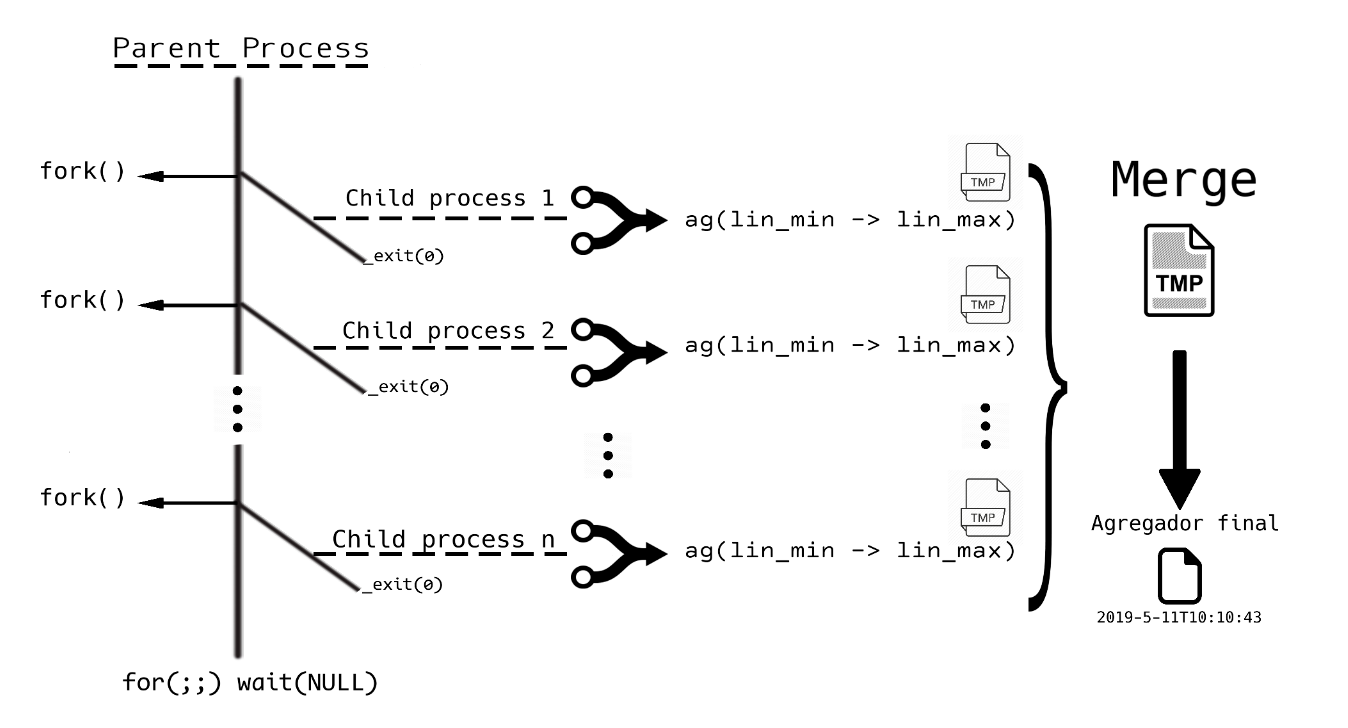 Parent Process
fork()
Child process 1
_exit(0)
ag(lin_min -> lin_max)
TMP
fork()
Child process 2
_exit(0)
ag(lin_min -> lin_max)
TMP
fork()
Child process n
_exit(0)
ag(lin_min -> lin_max)
TMP
for(;;) wait(NULL)
Merge
TMP
Agregador final
2019-5-11T10:10:43